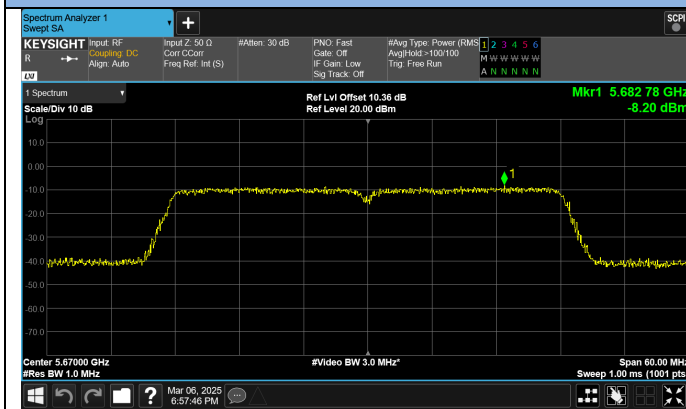 Spectrum Analyzer 1
Swept SA
+
SCPI
KEYSIGHT Input: RF Input Z: 50 Ω #Atten: 30 dB PNO: Fast #Avg Type: Power (RMS 1 2 3 4 5 6
R Coupling: DC Corr CCorr Gate: Off Avg|Hold:>100/100 M W W W W W
Align: Auto Freq Ref: Int (S) IF Gain: Low Trig: Free Run A N N N N N
LXI Sig Track: Off
1 Spectrum Ref Lvl Offset 10.36 dB Mkr1 5.682 78 GHz
Scale/Div 10 dB Ref Level 20.00 dBm -8.20 dBm
Log
10.0
0.00
1
-10.0
-20.0
-30.0
-40.0
-50.0
-60.0
-70.0
Center 5.67000 GHz #Video BW 3.0 MHz* Span 60.00 MHz
#Res BW 1.0 MHz Sweep 1.00 ms (1001 pts
? Mar 06, 2025
6:57:46 PM